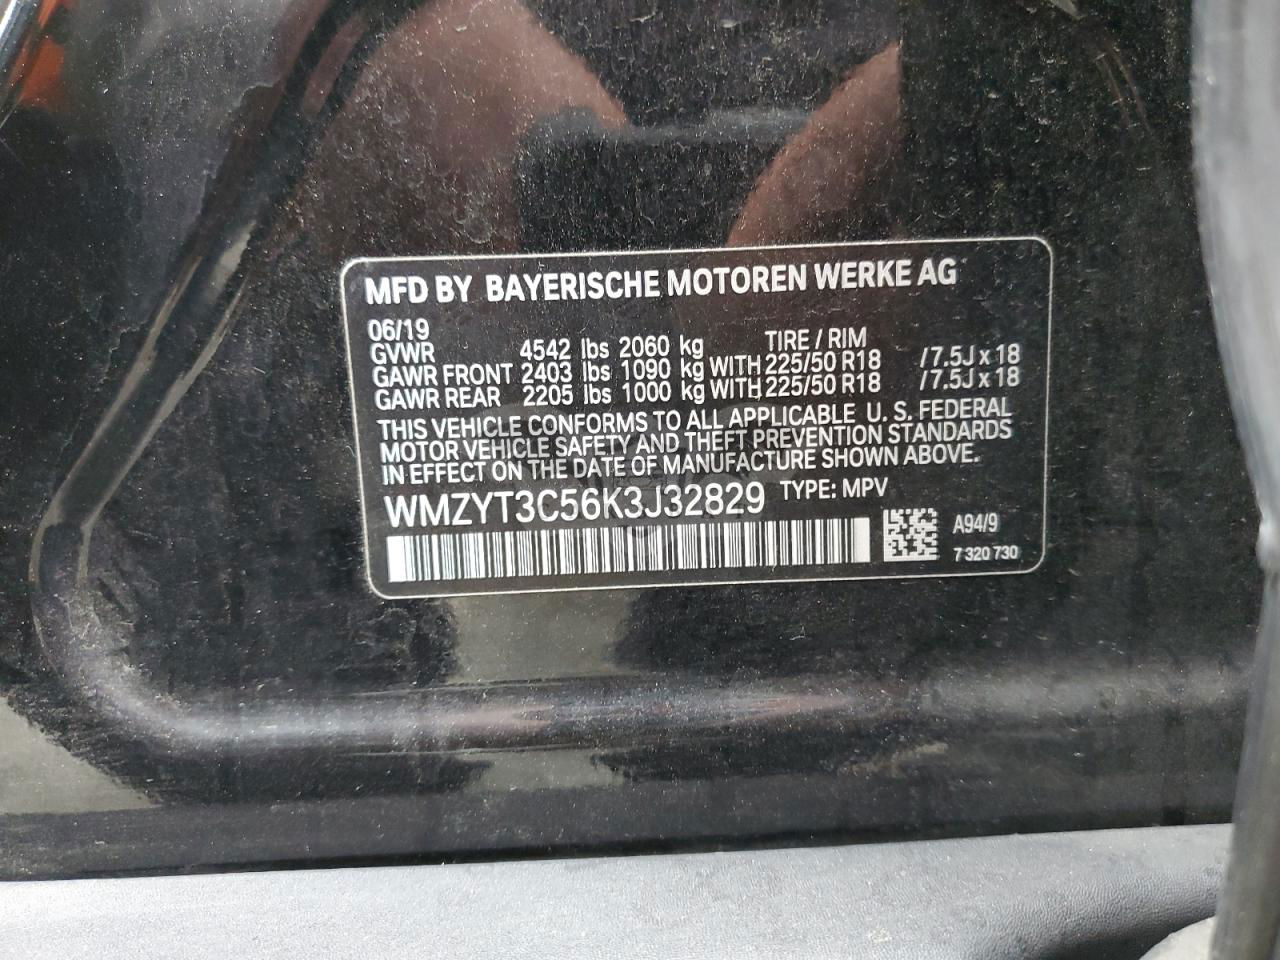 MFD BY BAYERISCHE MOTOREN WERKE AG
06/19 TIRE / RIM
GVWR 4542 lbs 2060 kg
GAWR FRONT 2403 lbs 1090 kg WITH 225/50 R18 /7.5J x 18
GAWR REAR 2205 lbs 1000 kg WITH 225/50 R18 /7.5J x 18
THIS VEHICLE CONFORMS TO ALL APPLICABLE U. S. FEDERAL
MOTOR VEHICLE SAFETY AND THEFT PREVENTION STANDARDS
IN EFFECT ON THE DATE OF MANUFACTURE SHOWN ABOVE.
WMZYT3C56K3J32829 TYPE: MPV
A94/9
7 320 730